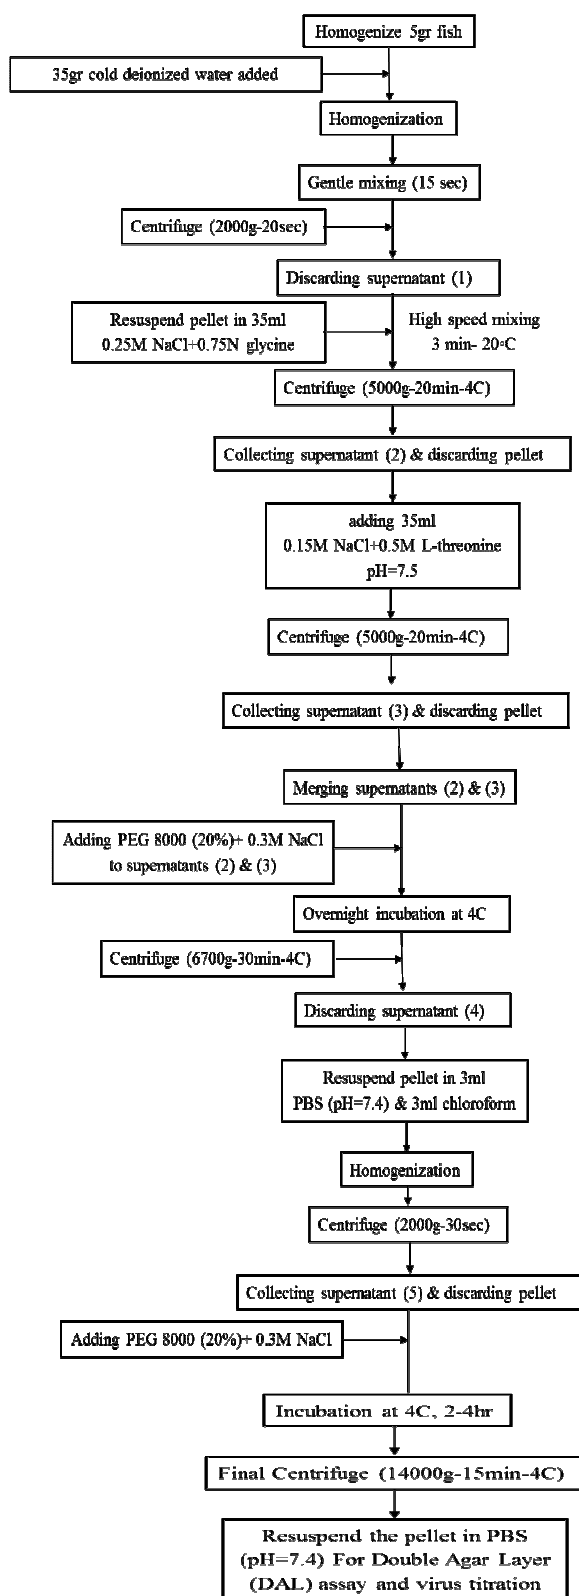 Homogenize 5gr fish
35gr cold deionized water added
Homogenization
Gentle mixing (15 sec)
Centrifuge (2000g-20sec)
Discarding supernatant (1)
Resuspend pellet in 35ml
0.25M NaCl+0.75N glycine
High speed mixing
3 min- 20°C
Centrifuge (5000g-20min-4C)
Collecting supernatant (2) & discarding pellet
adding 35ml
0.15M NaCl+0.5M L-threonine
pH=7.5
Centrifuge (5000g-20min-4C)
Collecting supernatant (3) & discarding pellet
Merging supernatants (2) & (3)
Adding PEG 8000 (20%)+ 0.3M NaCl
to supernatants (2) & (3)
Overnight incubation at 4C
Centrifuge (6700g-30min-4C)
Discarding supernatant (4)
Resuspend pellet in 3ml
PBS (pH=7.4) & 3ml chloroform
Homogenization
Centrifuge (2000g-30sec)
Collecting supernatant (5) & discarding pellet
Adding PEG 8000 (20%)+ 0.3M NaCl
Incubation at 4C, 2-4hr
Final Centrifuge (14000g-15min-4C)
Resuspend the pellet in PBS
(pH=7.4) For Double Agar Layer
(DAL) assay and virus titration